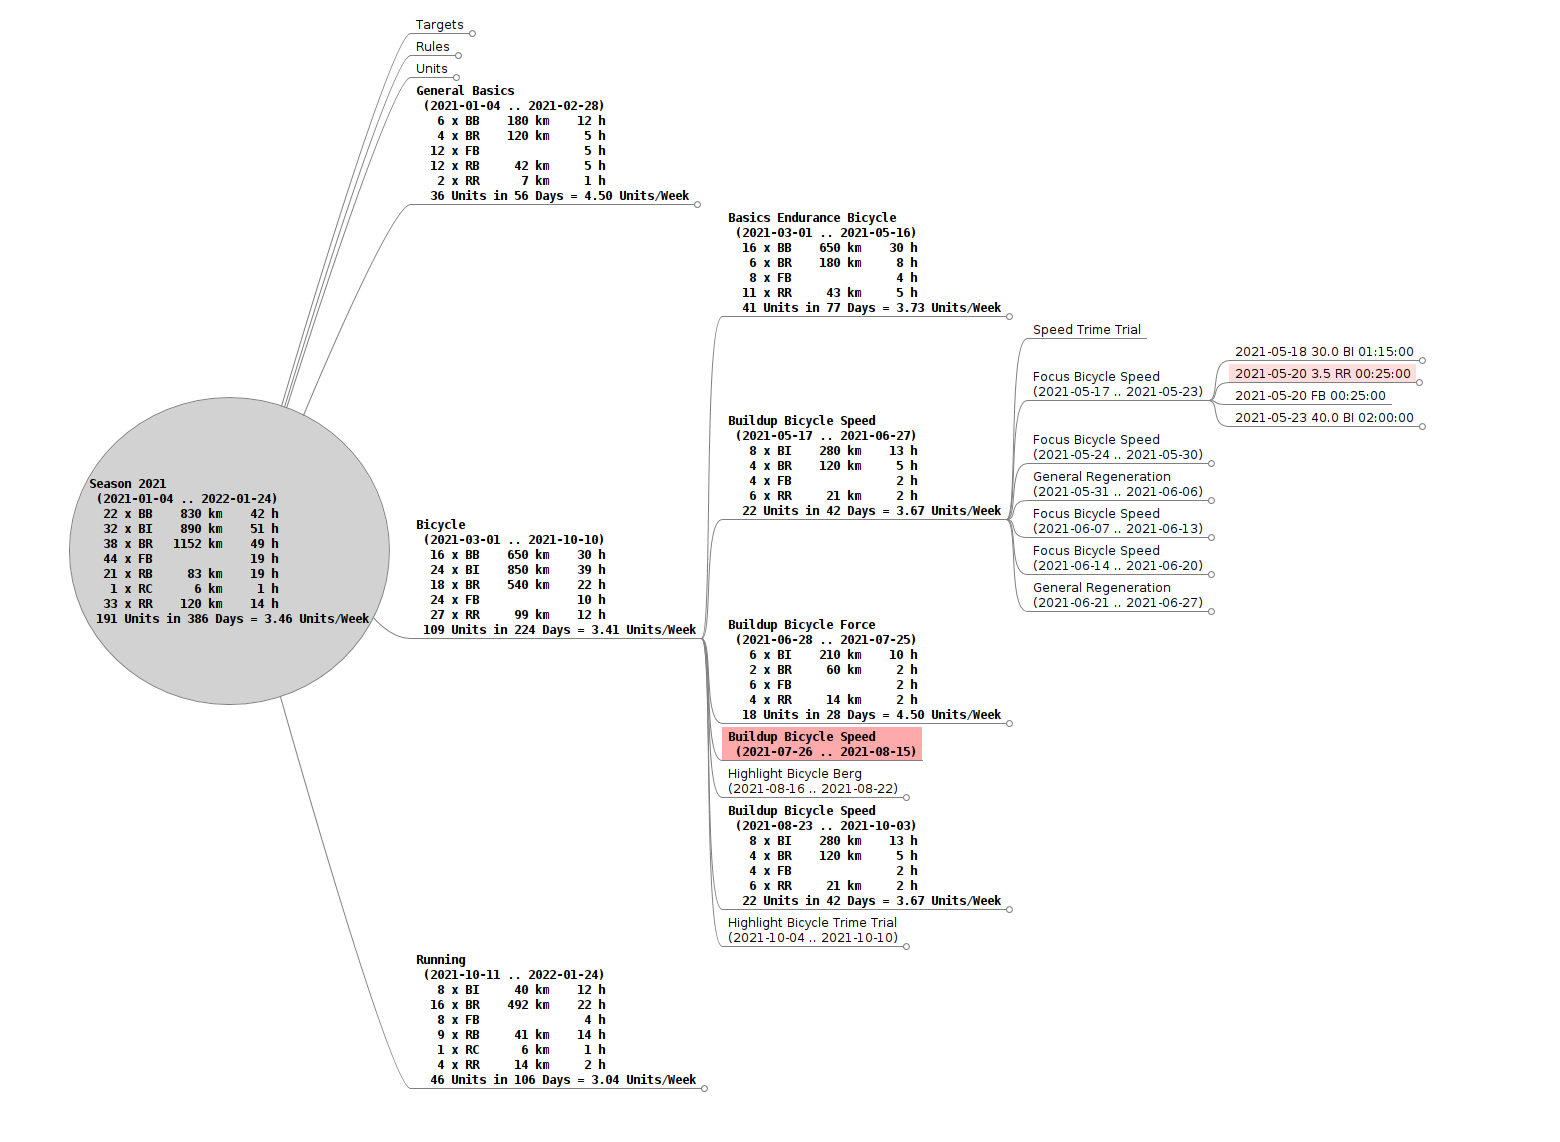 Targets
Rules
Units
General Basics
(2021-01-04 .. 2021-02-28)
6 x BB 180 km 12 h
4 x BR 120 km 5 h
12 x FB 5 h
12 x RB 42 km 5 h
2 x RR 7 km 1 h
36 Units in 56 Days = 4.50 Units/Week
Season 2021
(2021-01-04 .. 2022-01-24)
22 x BB 830 km 42 h
32 x BI 890 km 51 h
38 x BR 1152 km 49 h
44 x FB 19 h
21 x RB 83 km 19 h
1 x RC 6 km 1 h
33 x RR 120 km 14 h
191 Units in 386 Days = 3.46 Units/Week
Bicycle
(2021-03-01 .. 2021-10-10)
16 x BB 650 km 30 h
24 x BI 850 km 39 h
18 x BR 540 km 22 h
24 x FB 10 h
27 x RR 99 km 12 h
109 Units in 224 Days = 3.41 Units/Week
Basics Endurance Bicycle
(2021-03-01 .. 2021-05-16)
16 x BB 650 km 30 h
6 x BR 180 km 8 h
8 x FB 4 h
11 x RR 43 km 5 h
41 Units in 77 Days = 3.73 Units/Week
Buildup Bicycle Speed
(2021-05-17 .. 2021-06-27)
8 x BI 280 km 13 h
4 x BR 120 km 5 h
4 x FB 2 h
6 x RR 21 km 2 h
22 Units in 42 Days = 3.67 Units/Week
Speed Trime Trial
Focus Bicycle Speed
(2021-05-17 .. 2021-05-23)
2021-05-18 30.0 BI 01:15:00
2021-05-20 3.5 RR 00:25:00
2021-05-20 FB 00:25:00
2021-05-23 40.0 BI 02:00:00
Focus Bicycle Speed
(2021-05-24 .. 2021-05-30)
General Regeneration
(2021-05-31 .. 2021-06-06)
Focus Bicycle Speed
(2021-06-07 .. 2021-06-13)
Focus Bicycle Speed
(2021-06-14 .. 2021-06-20)
General Regeneration
(2021-06-21 .. 2021-06-27)
Buildup Bicycle Force
(2021-06-28 .. 2021-07-25)
6 x BI 210 km 10 h
2 x BR 60 km 2 h
6 x FB 2 h
4 x RR 14 km 2 h
18 Units in 28 Days = 4.50 Units/Week
Buildup Bicycle Speed
(2021-07-26 .. 2021-08-15)
Highlight Bicycle Berg
(2021-08-16 .. 2021-08-22)
Buildup Bicycle Speed
(2021-08-23 .. 2021-10-03)
8 x BI 280 km 13 h
4 x BR 120 km 5 h
4 x FB 2 h
6 x RR 21 km 2 h
22 Units in 42 Days = 3.67 Units/Week
Highlight Bicycle Trime Trial
(2021-10-04 .. 2021-10-10)
Running
(2021-10-11 .. 2022-01-24)
8 x BI 40 km 12 h
16 x BR 492 km 22 h
8 x FB 4 h
9 x RB 41 km 14 h
1 x RC 6 km 1 h
4 x RR 14 km 2 h
46 Units in 106 Days = 3.04 Units/Week